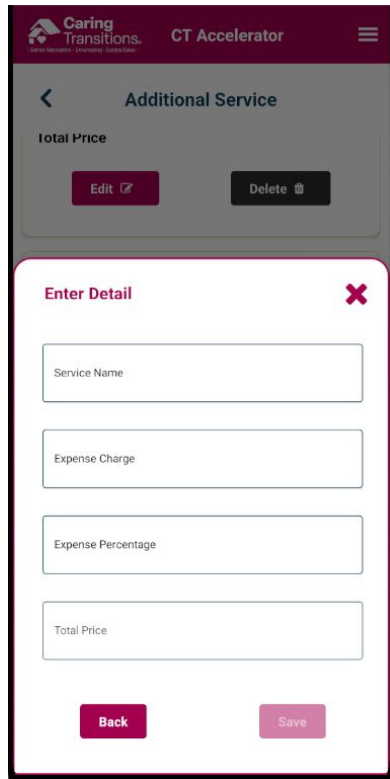 Caring
Transitions.
CT Accelerator
Additional Service
Total Price
Edit
Delete
Enter Detail
Service Name
Expense Charge
Expense Percentage
Total Price
Back
Save